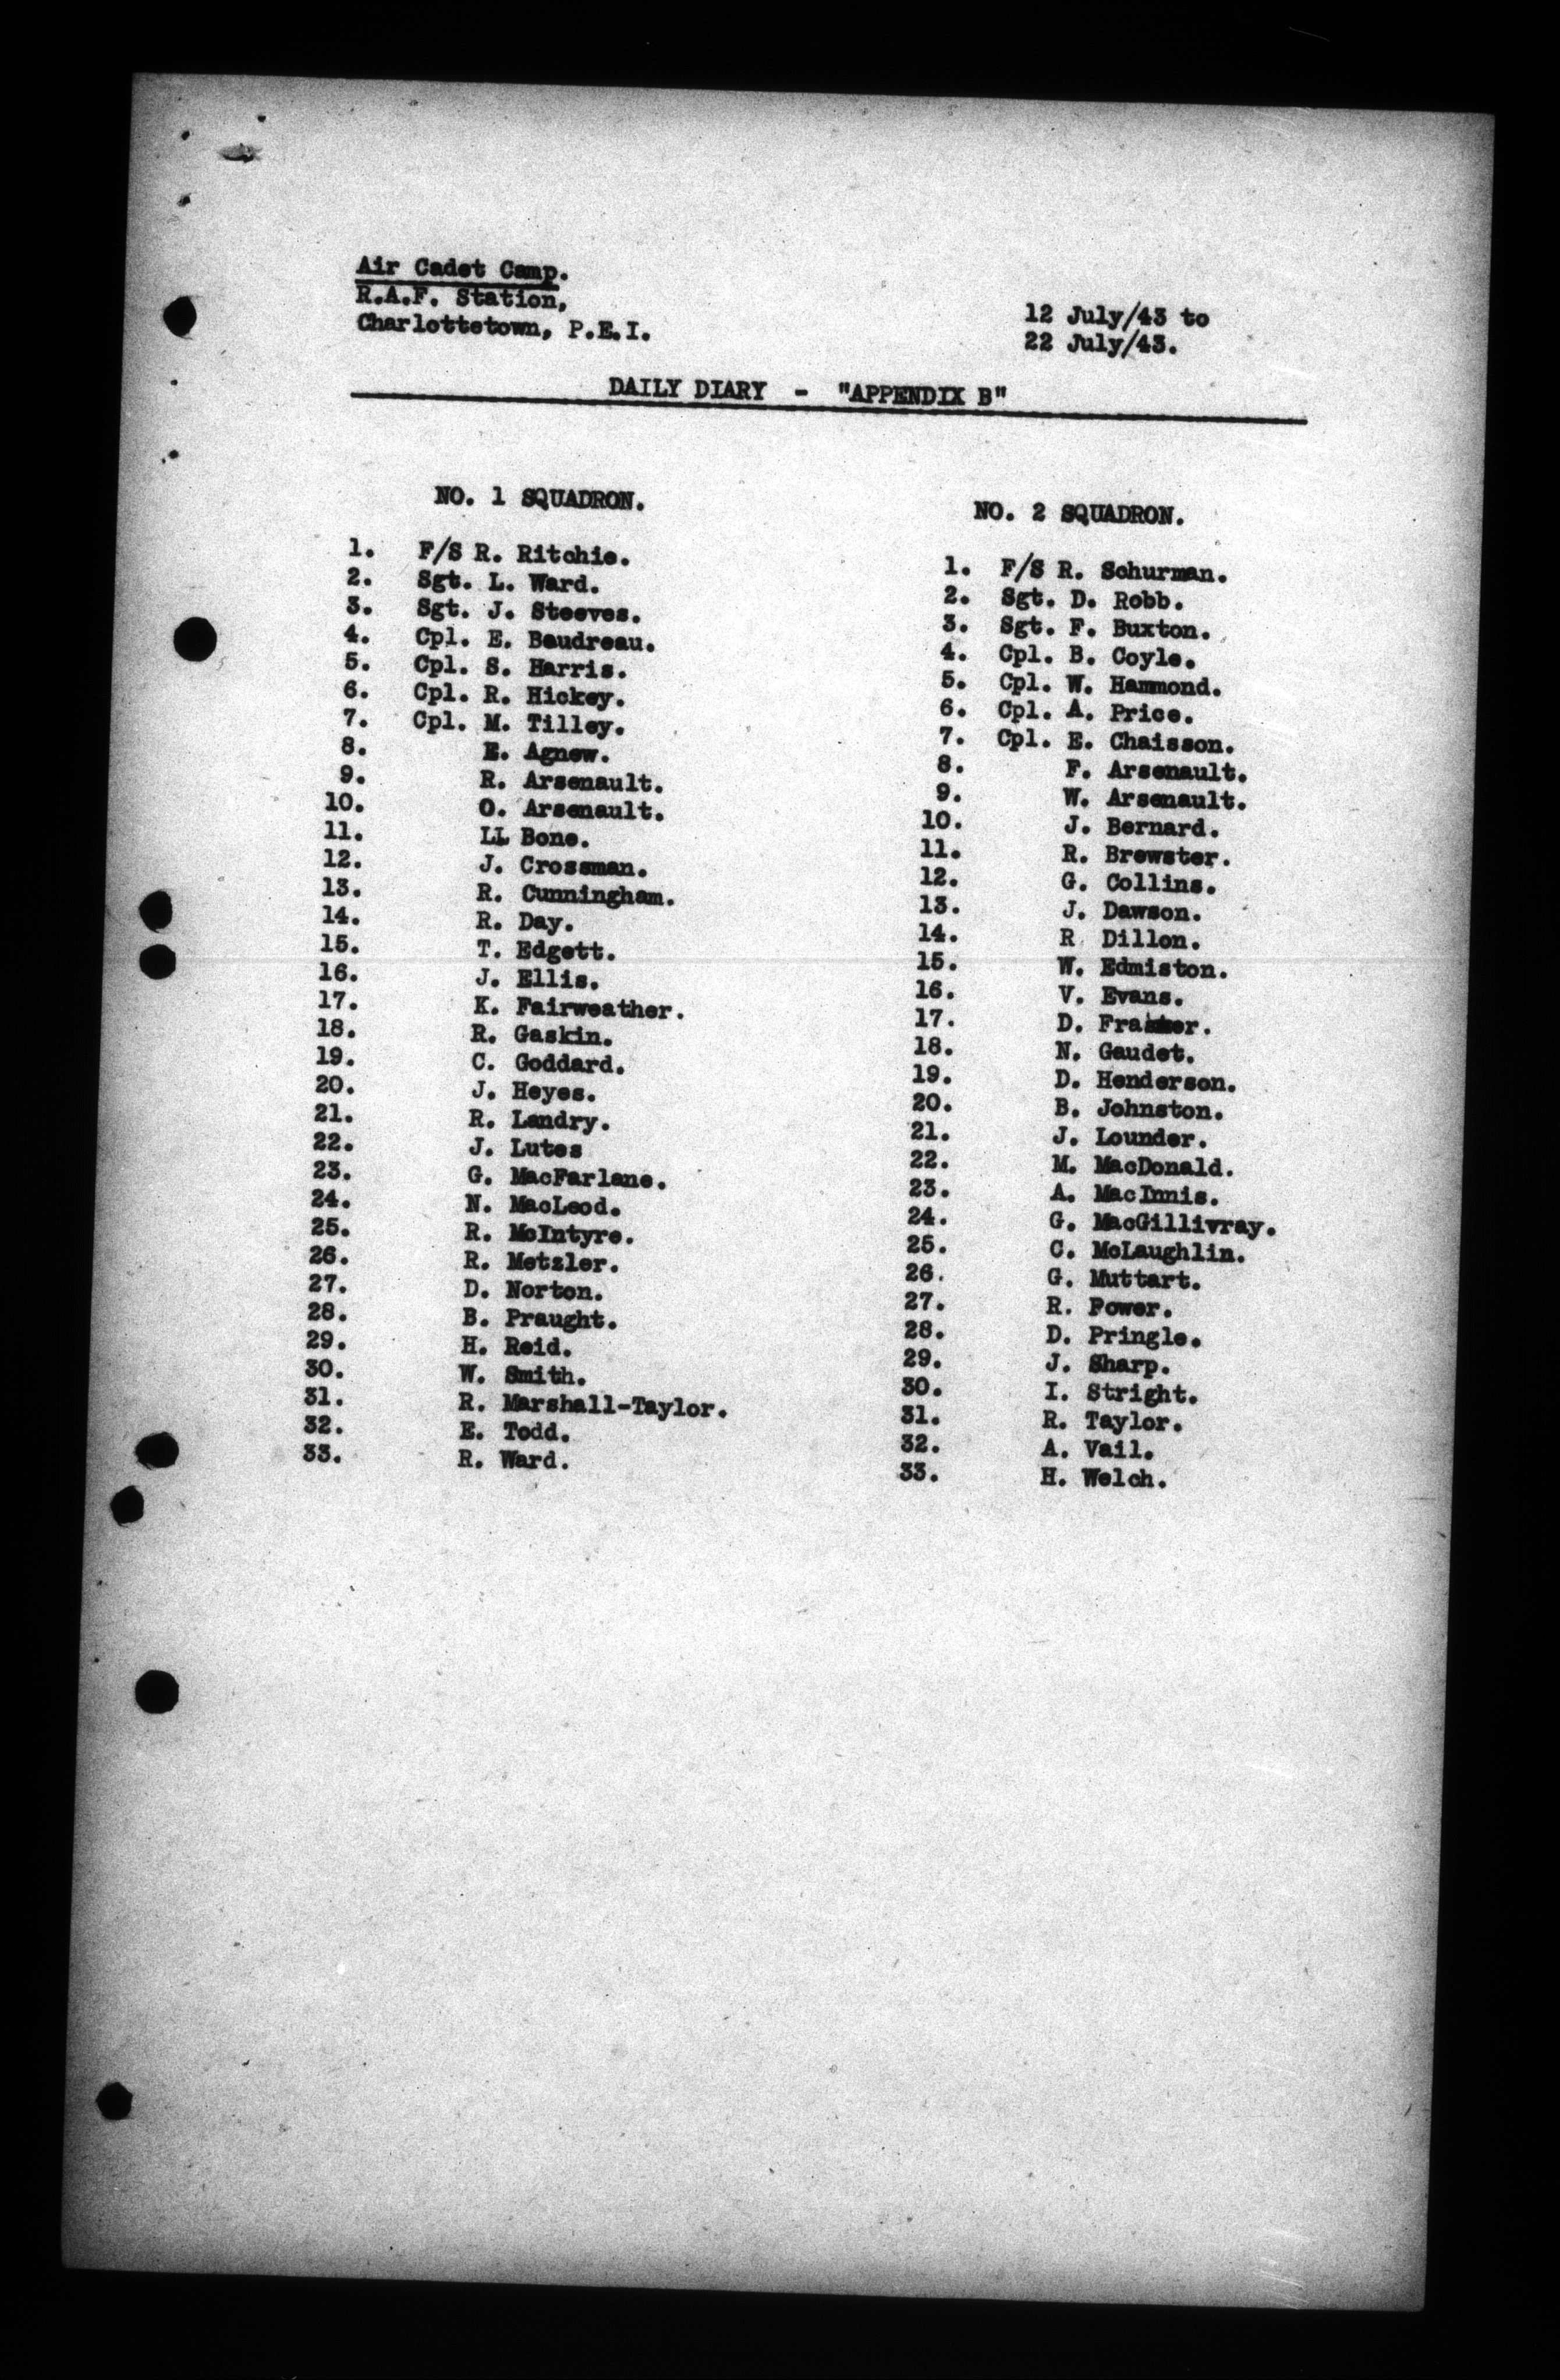 Air Cadet Camp.
R.A.F. Station,
Charlottetown, P.E.I.
12 July/43 to
22 July/43.
DAILY DIARY - "APPENDIX B"
NO. 1 SQUADRON.
1. F/S R. Ritchie.
2. Sgt. L. Ward.
3. Sgt. J. Steeves.
4. Cpl. E. Baudreau.
5. Cpl. S. Harris.
6. Cpl. R. Hickey.
7. Cpl. M. Tilley.
8. E. Agnew.
9. R. Arsenault.
10. O. Arsenault.
11. LL Bone.
12. J. Crossman.
13. R. Cunningham.
14. R. Day.
15. T. Edgett.
16. J. Ellis.
17. K. Fairweather.
18. R. Gaskin.
19. C. Goddard.
20. J. Heyes.
21. R. Landry.
22. J. Lutes
23. G. MacFarlane.
24. N. MacLeod.
25. R. McIntyre.
26. R. Metzler.
27. D. Norton.
28. B. Praught.
29. H. Reid.
30. W. Smith.
31. R. Marshall-Taylor.
32. E. Todd.
33. R. Ward.
NO. 2 SQUADRON.
1. F/S R. Schurman.
2. Sgt. D. Robb.
3. Sgt. F. Buxton.
4. Cpl. B. Coyle.
5. Cpl. W. Hammond.
6. Cpl. A. Price.
7. Cpl. E. Chaisson.
8. F. Arsenault.
9. W. Arsenault.
10. J. Bernard.
11. R. Brewster.
12. G. Collins.
13. J. Dawson.
14. R Dillon.
15. W. Edmiston.
16. V. Evans.
17. D.
18. N. Gaudet.
19. D. Henderson.
20. B. Johnston.
21. J. Lounder.
22. M. MacDonald.
23. A. MacInnis.
24. G. MacGillivray.
25. C. McLaughlin.
26. G. Muttart.
27. R. Power.
28. D. Pringle.
29. J. Sharp.
30. I. Stright.
31. R. Taylor.
32. A. Vail.
33. H. Welch.